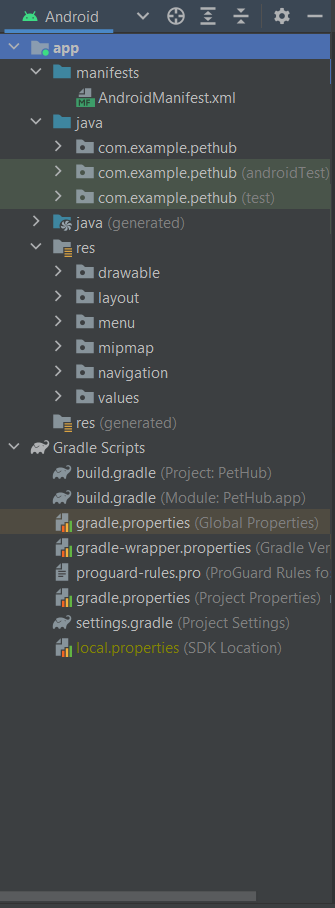 Android
app
manifests
MF AndroidManifest.xml
java
com.example.pethub
com.example.pethub (androidTest)
com.example.pethub (test)
java (generated)
res
drawable
layout
menu
mipmap
navigation
values
res (generated)
Gradle Scripts
build.gradle (Project: PetHub)
build.gradle (Module: PetHub.app)
gradle.properties (Global Properties)
gradle-wrapper.properties (Gradle Ver
proguard-rules.pro (ProGuard Rules fo
gradle.properties (Project Properties)
settings.gradle (Project Settings)
local.properties (SDK Location)